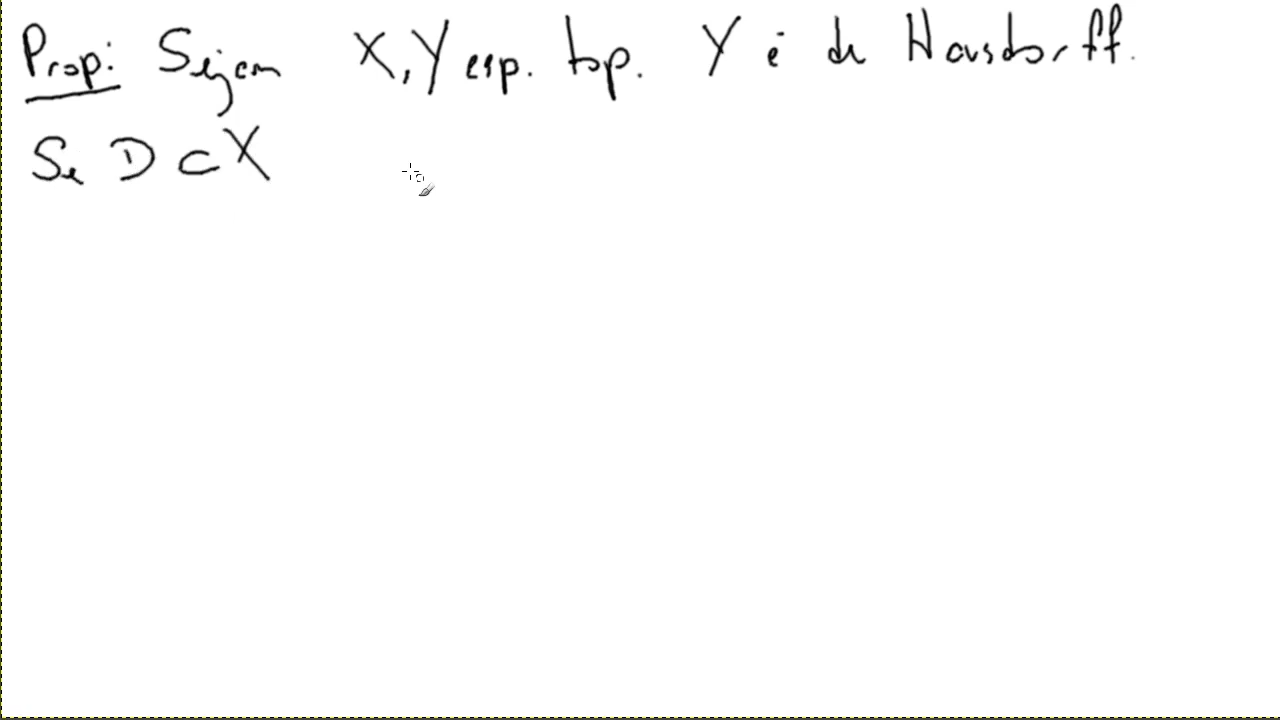 Prop: Sejam X, Y esp. top. Y é de Hausdorff.
Se D ⊂ X